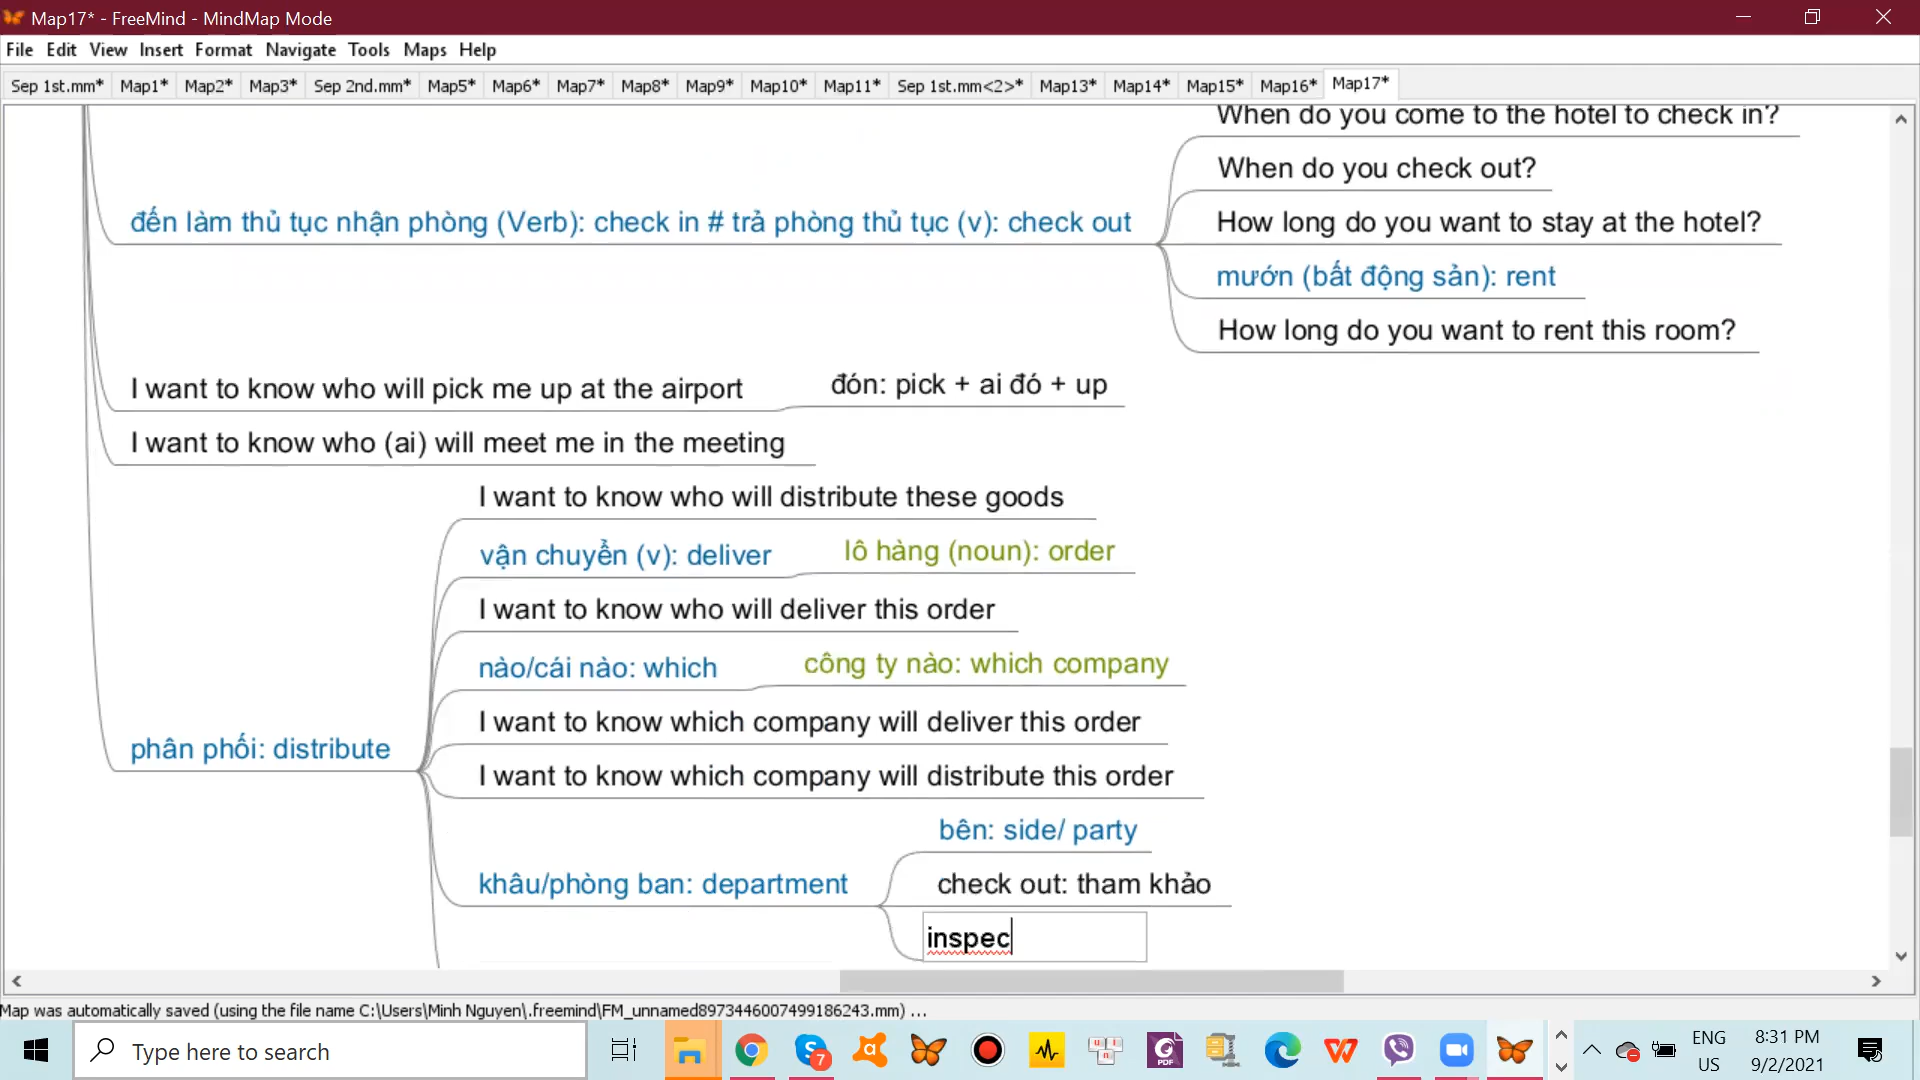 Map17* - FreeMind - MindMap Mode
File Edit View Insert Format Navigate Tools Maps Help
Sep 1st.mm* Map1* Map2* Map3* Sep 2nd.mm* Map5* Map6* Map7* Map8* Map9* Map10* Map11* Sep 1st.mm<2>* Map13* Map14* Map15* Map16* Map17*
When do you come to the hotel to check in?
When do you check out?
đến làm thủ tục nhận phòng (Verb): check in # trả phòng thủ tục (v): check out
How long do you want to stay at the hotel?
mướn (bất động sản): rent
How long do you want to rent this room?
I want to know who will pick me up at the airport
đón: pick + ai đó + up
I want to know who (ai) will meet me in the meeting
I want to know who will distribute these goods
vận chuyển (v): deliver
lô hàng (noun): order
I want to know who will deliver this order
nào/cái nào: which
công ty nào: which company
I want to know which company will deliver this order
phân phối: distribute
I want to know which company will distribute this order
bên: side/ party
khâu/phòng ban: department
check out: tham khảo
inspec
Map was automatically saved (using the file name C:\Users\Minh Nguyen\.freemind\FM_unnamed8973446007499186243.mm) ...
Type here to search
7
PDF
ENG
US
8:31 PM
9/2/2021